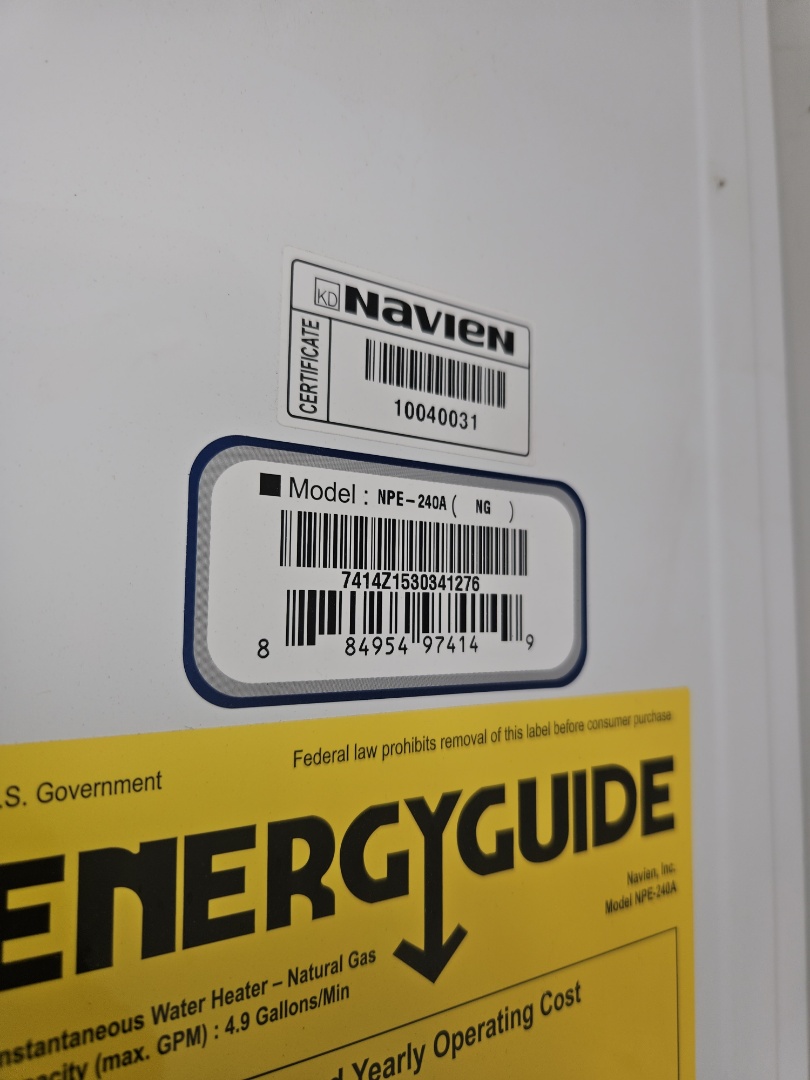 KD NaVIEN
CERTIFICATE
10040031
■ Model : NPE-240A ( NG )
7414Z1530341276
8 84954 97414 9
.S. Government
Federal law prohibits removal of this label before consumer purchase.
ENERGYGUIDE
Navien, Inc.
Model NPE-240A
nstantaneous Water Heater – Natural Gas
acity (max. GPM) : 4.9 Gallons/Min
d Yearly Operating Cost